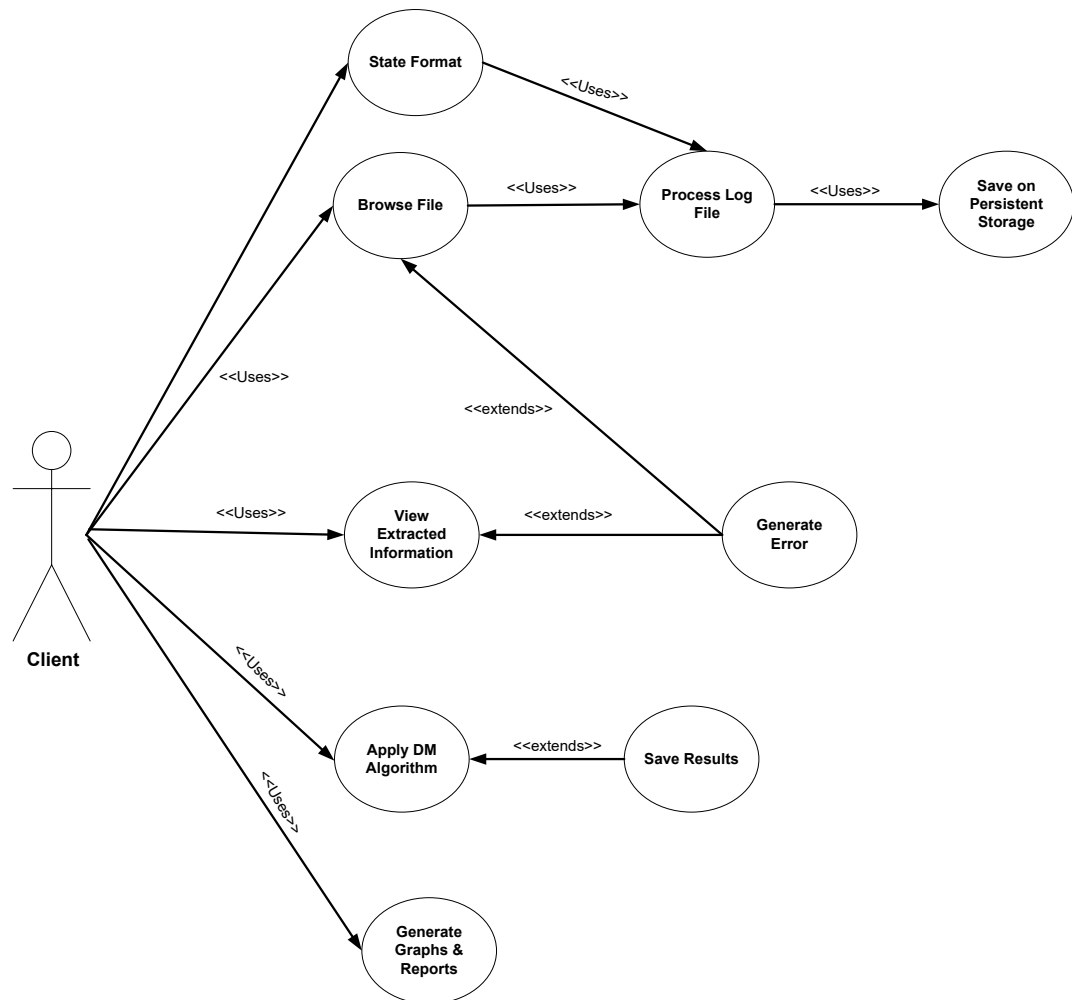 State Format
<<Uses>>
Browse File
<<Uses>>
Process Log
File
<<Uses>>
Save on
Persistent
Storage
<<Uses>>
<<extends>>
<<Uses>>
View
Extracted
Information
<<extends>>
Generate
Error
Client
<<Uses>>
Apply DM
Algorithm
<<extends>>
Save Results
<<Uses>>
Generate
Graphs &
Reports